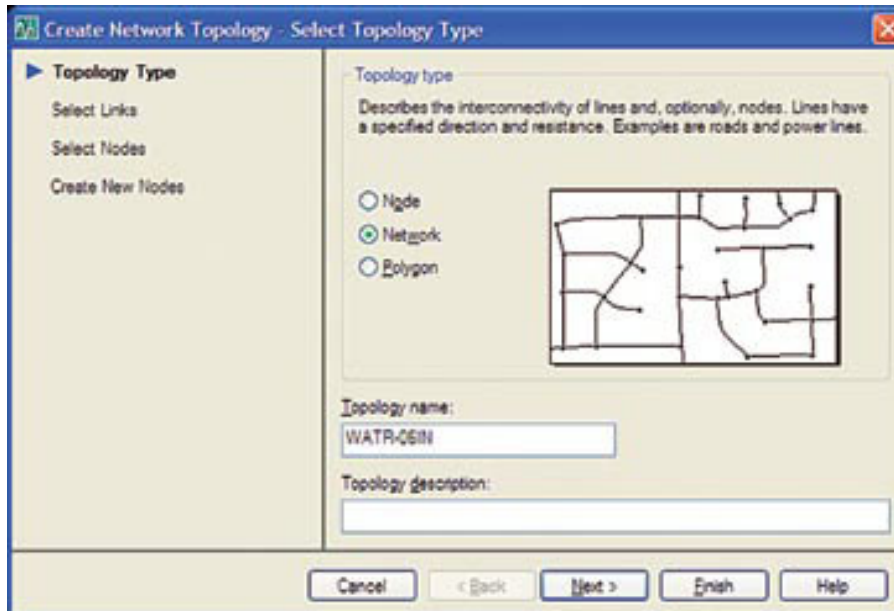 Create Network Topology - Select Topology Type
Topology Type
Select Links
Select Nodes
Create New Nodes
Topology type
Describes the interconnectivity of lines and, optionally, nodes. Lines have
a specified direction and resistance. Examples are roads and power lines.
Node
Network
Polygon
Topology name:
WATR-06IN
Topology description:
Cancel
< Back
Next >
Finish
Help